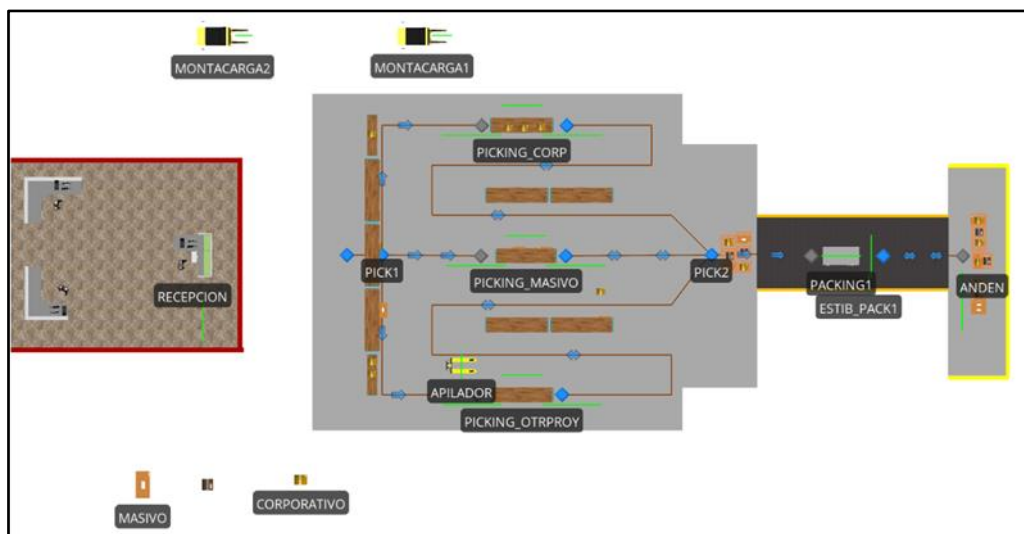 MONTACARGA2
MONTACARGA1
PICKING_CORP
PICK1
PICKING_MASIVO
PICK2
PACKING1
ANDEN
RECEPCION
ESTIB_PACK1
APILADOR
PICKING_OTRPROY
CORPORATIVO
MASIVO